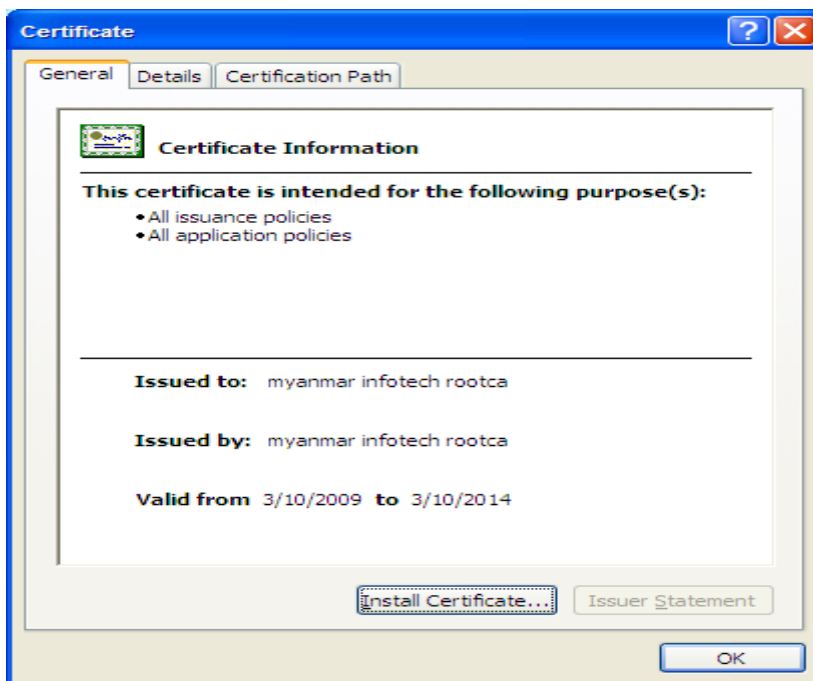 Certificate
General Details Certification Path
Certificate Information
This certificate is intended for the following purpose(s):
•All issuance policies
•All application policies
Issued to: myanmar infotech rootca
Issued by: myanmar infotech rootca
Valid from 3/10/2009 to 3/10/2014
Install Certificate... Issuer Statement
OK